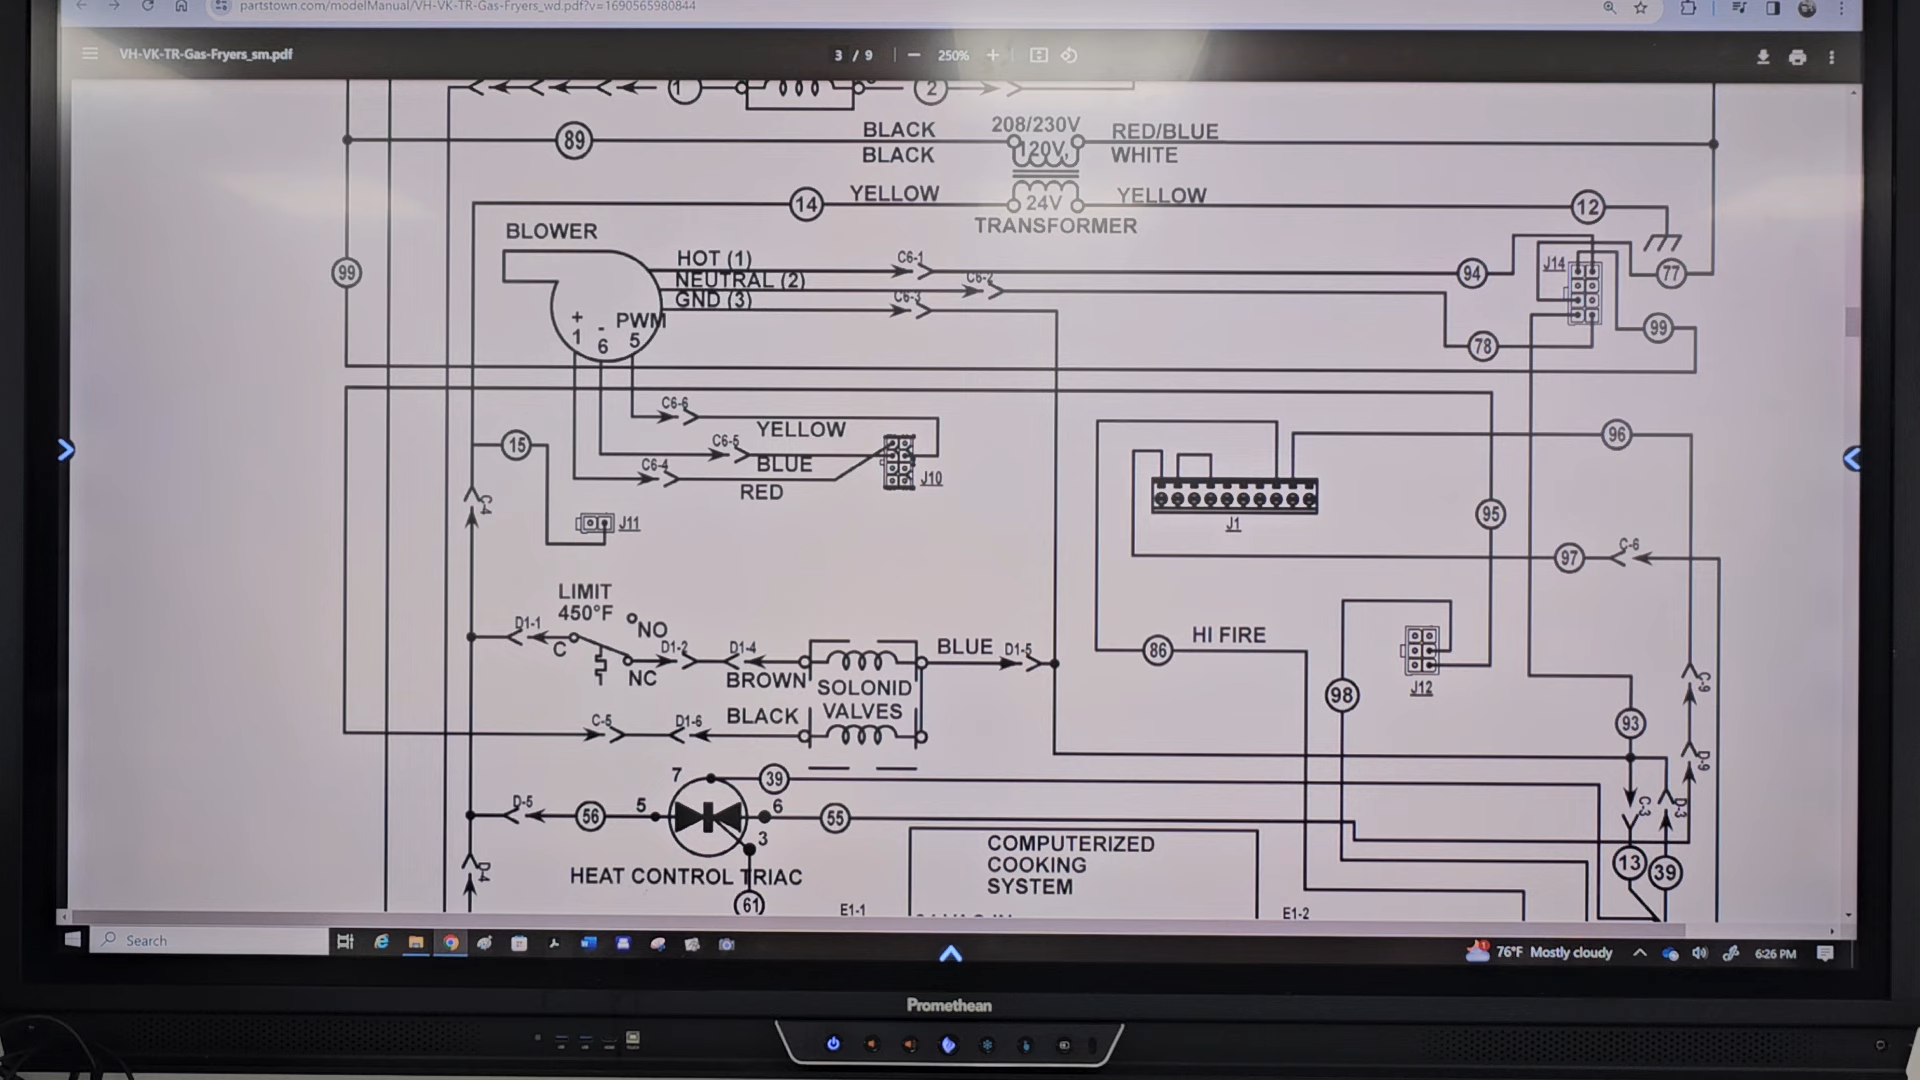 partstown.com/modelManual/VH-VK-TR-Gas-Fryers_wd.pdf?v=1690565980844
VH-VK-TR-Gas-Fryers_sm.pdf
3 / 9
250%
1
2
89
BLACK
208/230V
RED/BLUE
BLACK
120V,
WHITE
14
YELLOW
24V
YELLOW
12
TRANSFORMER
BLOWER
HOT (1)
C6-1
94
J14
77
99
NEUTRAL (2)
C6-2
GND (3)
C6-3
+
-
PWM
1
6
5
99
78
C6-6
YELLOW
96
15
C6-5
BLUE
C6-4
RED
J10
C-4
J11
J1
95
97
C-6
LIMIT
450°F
NO
D1-1
C
D1-2
D1-4
BLUE
D1-5
86
HI FIRE
NC
BROWN
SOLONID
VALVES
J12
C-9
98
C-5
D1-6
BLACK
93
7
39
D-9
D-5
56
5
6
55
C-3
D-3
3
COMPUTERIZED
COOKING
SYSTEM
13
39
D-4
HEAT CONTROL TRIAC
61
E1-1
E1-2
Search
76°F Mostly cloudy
6:26 PM
Promethean